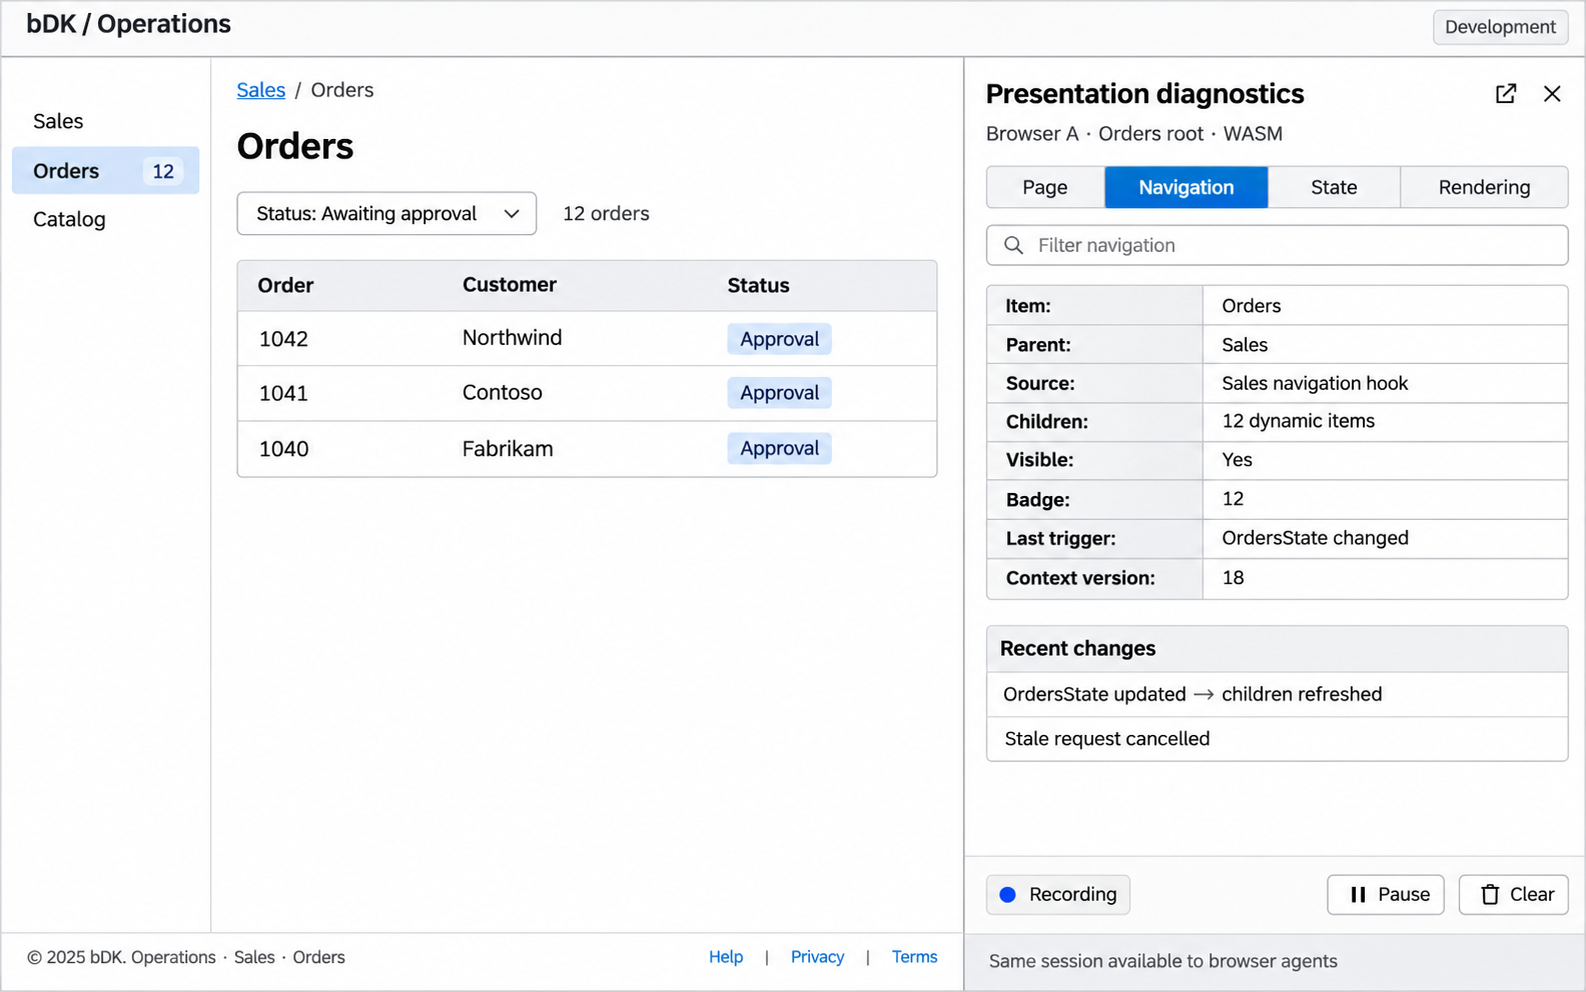 bDK / Operations
Development
Sales
Orders 12
Catalog
Sales / Orders
Orders
Status: Awaiting approval
12 orders
Order Customer Status
1042 Northwind Approval
1041 Contoso Approval
1040 Fabrikam Approval
© 2025 bDK. Operations · Sales · Orders
Help | Privacy | Terms
Presentation diagnostics
Browser A · Orders root · WASM
Page Navigation State Rendering
Filter navigation
Item: Orders
Parent: Sales
Source: Sales navigation hook
Children: 12 dynamic items
Visible: Yes
Badge: 12
Last trigger: OrdersState changed
Context version: 18
Recent changes
OrdersState updated → children refreshed
Stale request cancelled
Recording
Pause
Clear
Same session available to browser agents